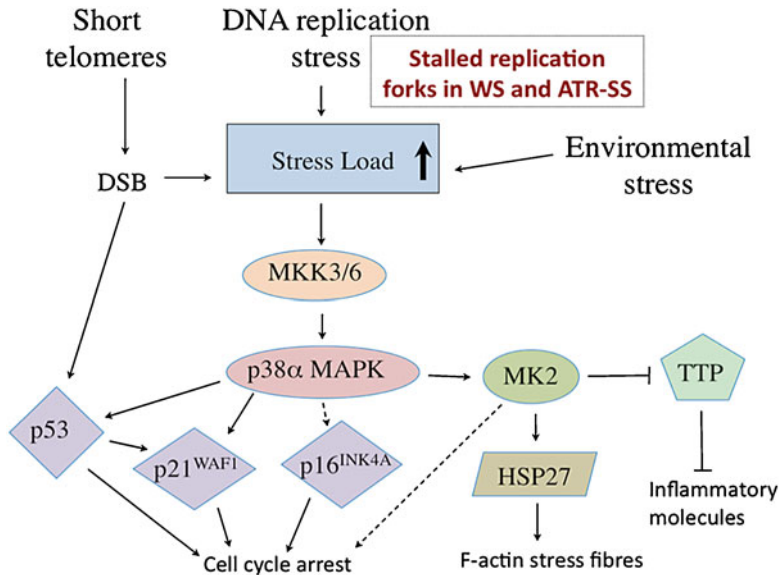 Short
telomeres
DNA replication
stress
Stalled replication
forks in WS and ATR-SS
DSB
Stress Load
Environmental
stress
MKK3/6
p38α MAPK
MK2
TTP
p53
p21WAF1
p16INK4A
HSP27
Inflammatory
molecules
Cell cycle arrest
F-actin stress fibres